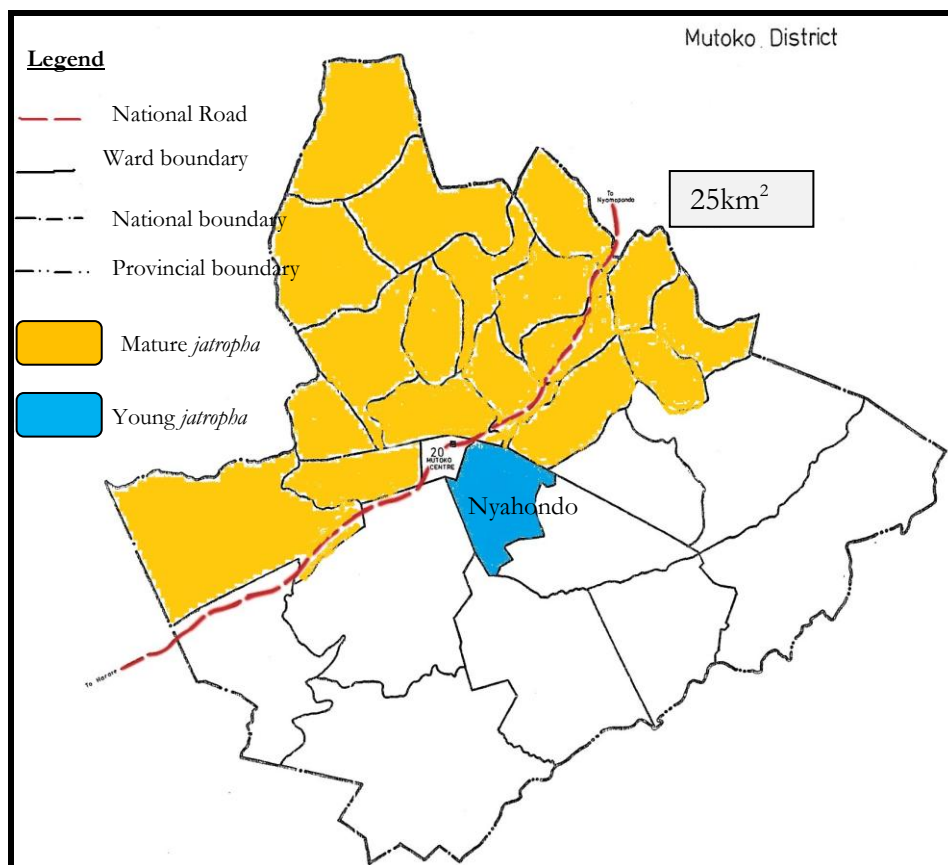 Mutoko District
Legend
National Road
Ward boundary
National boundary
Provincial boundary
Mature jatropha
Young jatropha
25km²
To
Nyamapanda
20
MUTOKO
CENTRE
Nyahondo
To Harare